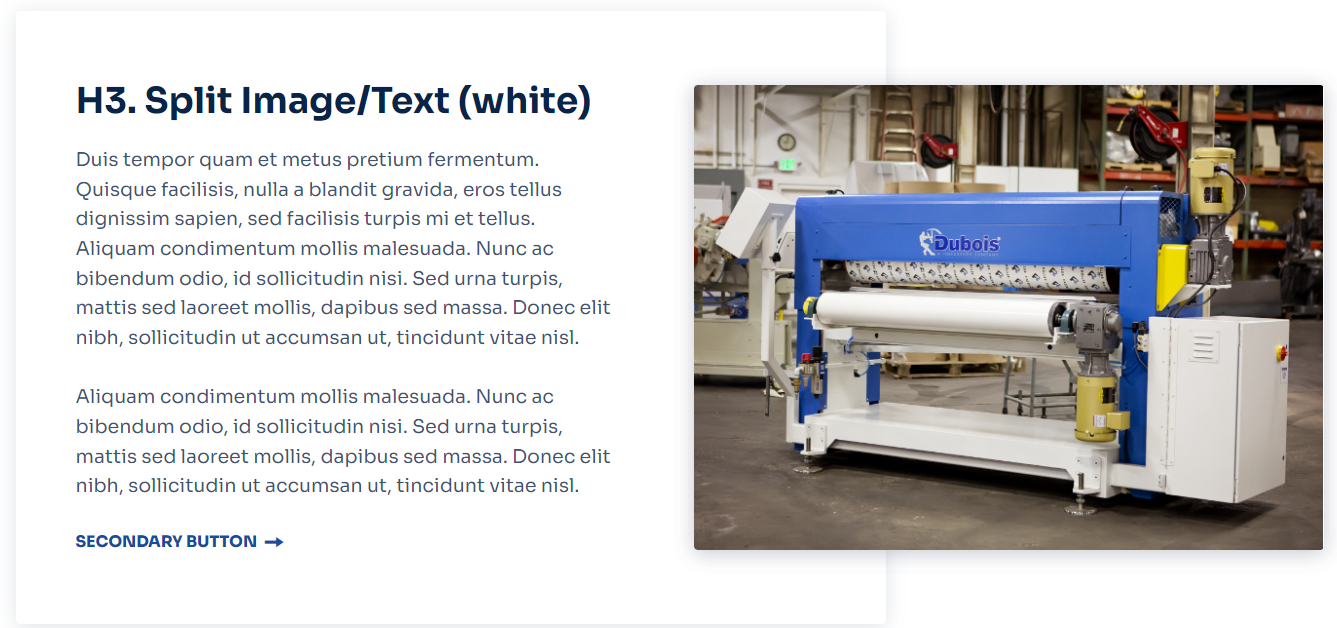 H3. Split Image/Text (white)
Duis tempor quam et metus pretium fermentum.
Quisque facilisis, nulla a blandit gravida, eros tellus
dignissim sapien, sed facilisis turpis mi et tellus.
Aliquam condimentum mollis malesuada. Nunc ac
bibendum odio, id sollicitudin nisi. Sed urna turpis,
mattis sed laoreet mollis, dapibus sed massa. Donec elit
nibh, sollicitudin ut accumsan ut, tincidunt vitae nisl.
Aliquam condimentum mollis malesuada. Nunc ac
bibendum odio, id sollicitudin nisi. Sed urna turpis,
mattis sed laoreet mollis, dapibus sed massa. Donec elit
nibh, sollicitudin ut accumsan ut, tincidunt vitae nisl.
SECONDARY BUTTON
Dubois